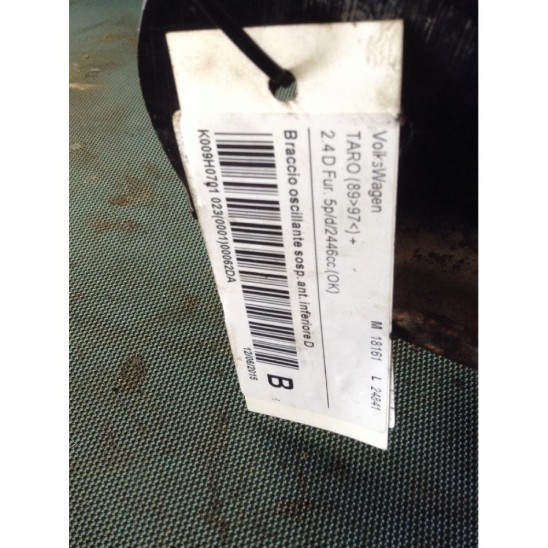 VolksWagen
TARO (89>97<) +
2.4 D Fur. 5p/d/2446cc (OK)
M 18161 L 24841
Braccio oscillante sosp. ant. inferiore D
B
K009H0701 023(0001)00062DA
12/06/2015